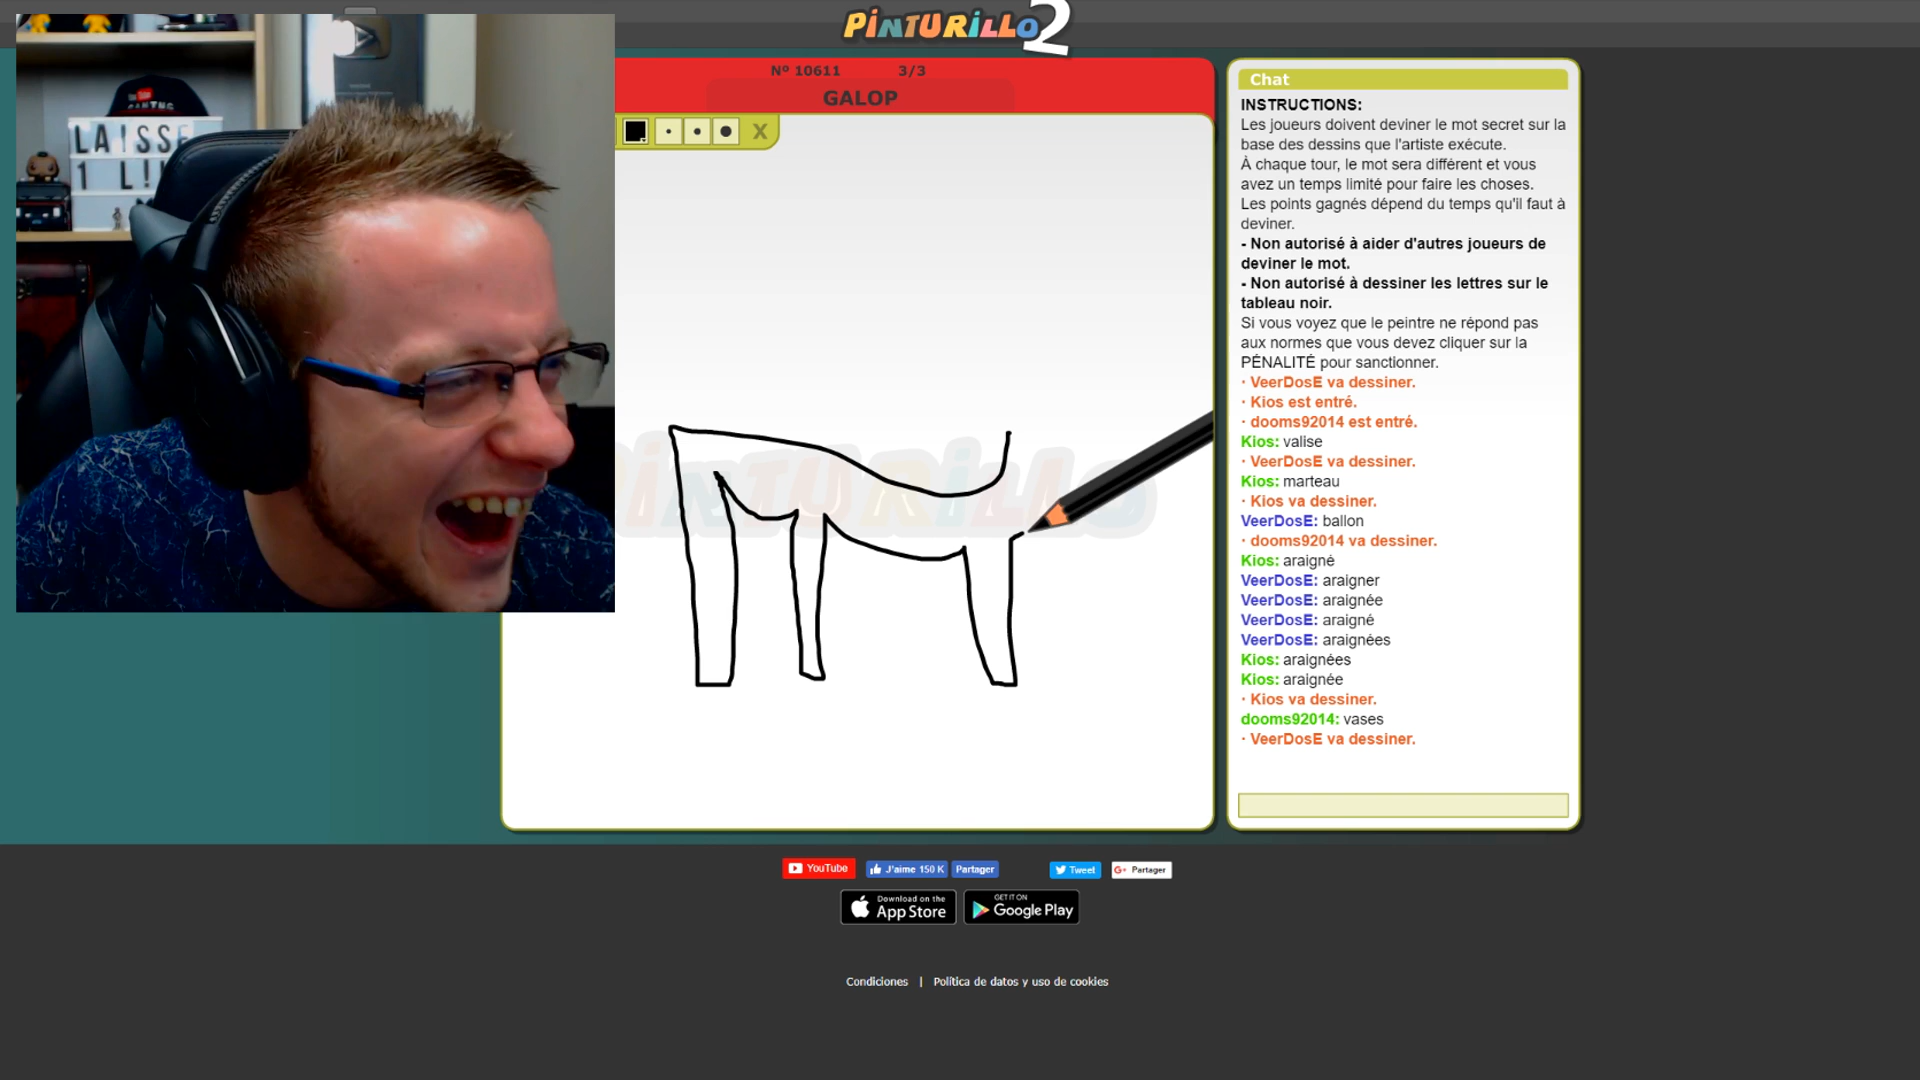 PINTURILLO 2
Nº 10611 3/3
GALOP
X
LAISSE
1 L!
PINTURILLO
Chat
INSTRUCTIONS:
Les joueurs doivent deviner le mot secret sur la
base des dessins que l'artiste exécute.
À chaque tour, le mot sera différent et vous
avez un temps limité pour faire les choses.
Les points gagnés dépend du temps qu'il faut à
deviner.
- Non autorisé à aider d'autres joueurs de
deviner le mot.
- Non autorisé à dessiner les lettres sur le
tableau noir.
Si vous voyez que le peintre ne répond pas
aux normes que vous devez cliquer sur la
PÉNALITÉ pour sanctionner.
· VeerDosE va dessiner.
· Kios est entré.
· dooms92014 est entré.
Kios: valise
· VeerDosE va dessiner.
Kios: marteau
· Kios va dessiner.
VeerDosE: ballon
· dooms92014 va dessiner.
Kios: araigné
VeerDosE: araigner
VeerDosE: araignée
VeerDosE: araigné
VeerDosE: araignées
Kios: araignées
Kios: araignée
· Kios va dessiner.
dooms92014: vases
· VeerDosE va dessiner.
YouTube J'aime 150 K Partager Tweet G+ Partager
Download on the
App Store
GET IT ON
Google Play
Condiciones | Política de datos y uso de cookies